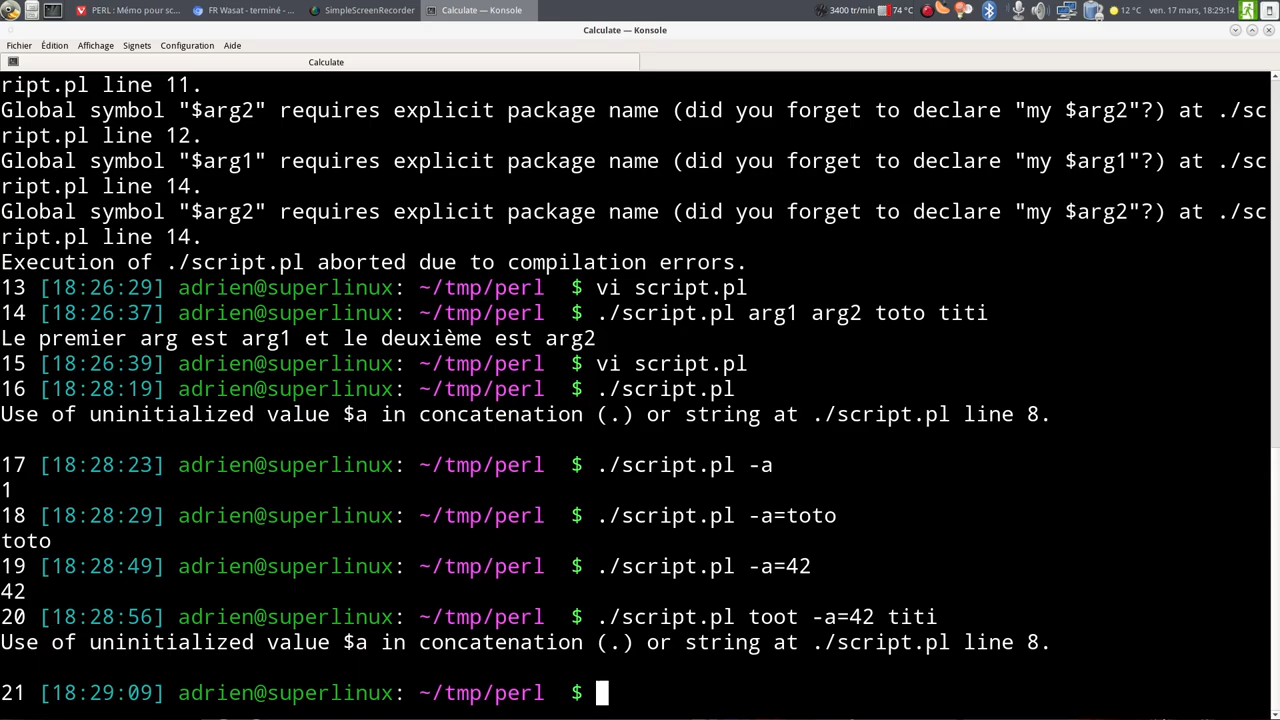 PERL : Mémo pour sc...
FR Wasat - terminé - ...
SimpleScreenRecorder
Calculate — Konsole
3400 tr/min
74 °C
12 °C
ven. 17 mars, 18:29:14
Calculate — Konsole
Fichier Édition Affichage Signets Configuration Aide
Calculate
ript.pl line 11.
Global symbol "$arg2" requires explicit package name (did you forget to declare "my $arg2"?) at ./sc
ript.pl line 12.
Global symbol "$arg1" requires explicit package name (did you forget to declare "my $arg1"?) at ./sc
ript.pl line 14.
Global symbol "$arg2" requires explicit package name (did you forget to declare "my $arg2"?) at ./sc
ript.pl line 14.
Execution of ./script.pl aborted due to compilation errors.
13 [18:26:29] adrien@superlinux: ~/tmp/perl  $ vi script.pl
14 [18:26:37] adrien@superlinux: ~/tmp/perl  $ ./script.pl arg1 arg2 toto titi
Le premier arg est arg1 et le deuxième est arg2
15 [18:26:39] adrien@superlinux: ~/tmp/perl  $ vi script.pl
16 [18:28:19] adrien@superlinux: ~/tmp/perl  $ ./script.pl
Use of uninitialized value $a in concatenation (.) or string at ./script.pl line 8.
17 [18:28:23] adrien@superlinux: ~/tmp/perl  $ ./script.pl -a
1
18 [18:28:29] adrien@superlinux: ~/tmp/perl  $ ./script.pl -a=toto
toto
19 [18:28:49] adrien@superlinux: ~/tmp/perl  $ ./script.pl -a=42
42
20 [18:28:56] adrien@superlinux: ~/tmp/perl  $ ./script.pl toot -a=42 titi
Use of uninitialized value $a in concatenation (.) or string at ./script.pl line 8.
21 [18:29:09] adrien@superlinux: ~/tmp/perl  $